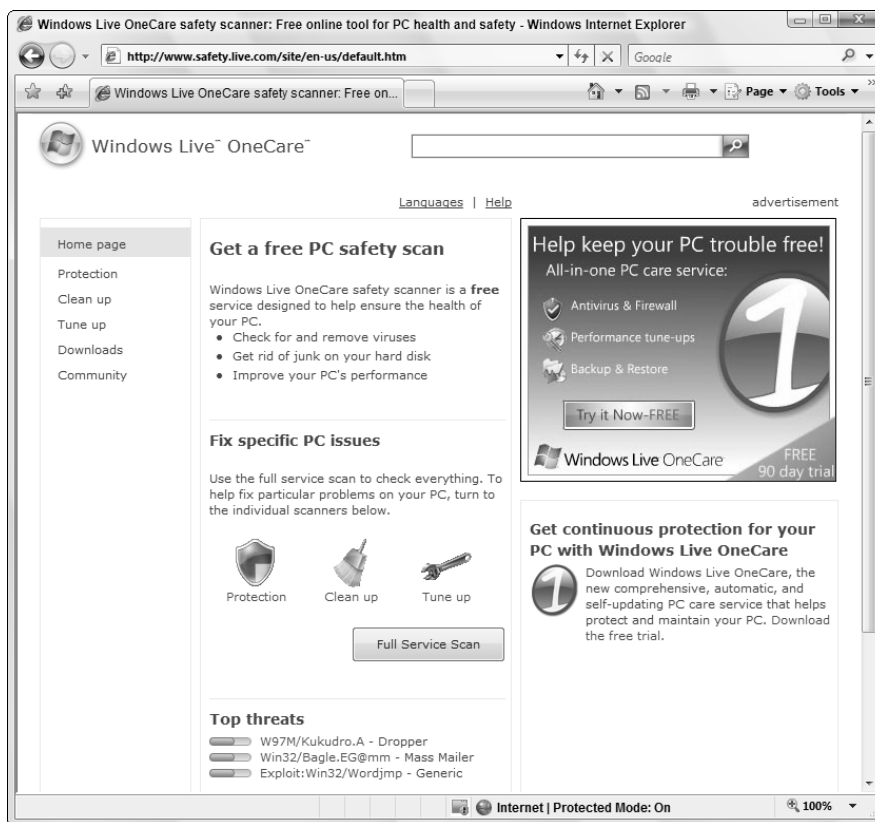 Windows Live OneCare safety scanner: Free online tool for PC health and safety - Windows Internet Explorer
http://www.safety.live.com/site/en-us/default.htm
Google
Windows Live OneCare safety scanner: Free on...
Page
Tools
Windows Live™ OneCare™
Languages | Help
advertisement
Home page
Protection
Clean up
Tune up
Downloads
Community
Get a free PC safety scan
Windows Live OneCare safety scanner is a free
service designed to help ensure the health of
your PC.
• Check for and remove viruses
• Get rid of junk on your hard disk
• Improve your PC's performance
Fix specific PC issues
Use the full service scan to check everything. To
help fix particular problems on your PC, turn to
the individual scanners below.
Protection
Clean up
Tune up
Full Service Scan
Top threats
W97M/Kukudro.A - Dropper
Win32/Bagle.EG@mm - Mass Mailer
Exploit:Win32/Wordjmp - Generic
Help keep your PC trouble free!
All-in-one PC care service:
Antivirus & Firewall
Performance tune-ups
Backup & Restore
1
Try it Now-FREE
Windows Live OneCare
FREE
90 day trial
Get continuous protection for your
PC with Windows Live OneCare
1
Download Windows Live OneCare, the
new comprehensive, automatic, and
self-updating PC care service that helps
protect and maintain your PC. Download
the free trial.
Internet | Protected Mode: On
100%